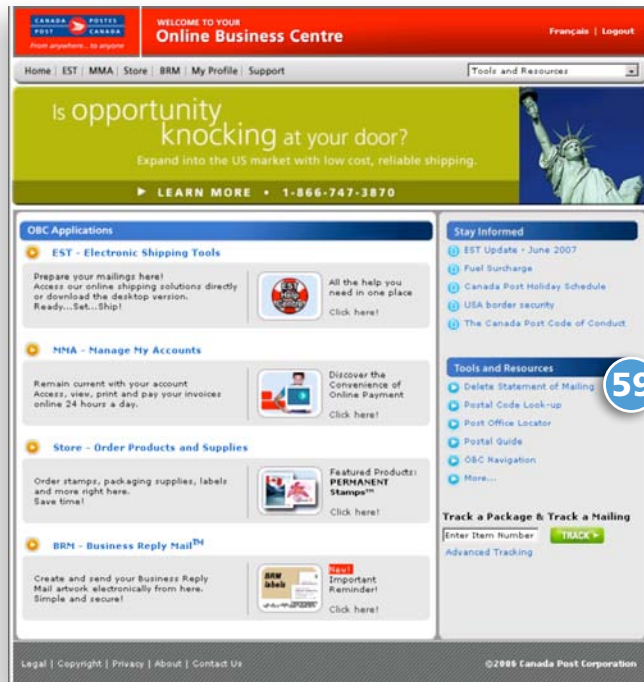 CANADA POSTES
POST CANADA
From anywhere... to anyone
WELCOME TO YOUR
Online Business Centre
Français | Logout
Home | EST | MMA | Store | BRM | My Profile | Support
Tools and Resources
Is opportunity
knocking at your door?
Expand into the US market with low cost, reliable shipping.
LEARN MORE • 1-866-747-3870
OBC Applications
EST - Electronic Shipping Tools
Prepare your mailings here!
Access our online shipping solutions directly
or download the desktop version.
Ready...Set...Ship!
EST
Help
Centre
All the help you
need in one place
Click here!
MMA - Manage My Accounts
Remain current with your account
Access, view, print and pay your invoices
online 24 hours a day.
Discover the
Convenience of
Online Payment
Click here!
Store - Order Products and Supplies
Order stamps, packaging supplies, labels
and more right here.
Save time!
Featured Products:
PERMANENT
Stamps™
Click here!
BRM - Business Reply Mail™
Create and send your Business Reply
Mail artwork electronically from here.
Simple and secure!
BRM
labels
New!
Important
Reminder!
Click here!
Stay Informed
EST Update - June 2007
Fuel Surcharge
Canada Post Holiday Schedule
USA border security
The Canada Post Code of Conduct
Tools and Resources
Delete Statement of Mailing
59
Postal Code Look-up
Post Office Locator
Postal Guide
OBC Navigation
More...
Track a Package & Track a Mailing
Enter Item Number
TRACK
Advanced Tracking
Legal | Copyright | Privacy | About | Contact Us
©2006 Canada Post Corporation